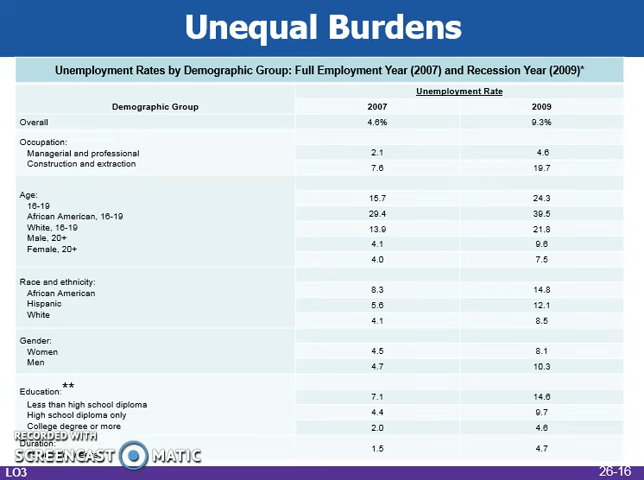 Unequal Burdens
Unemployment Rates by Demographic Group: Full Employment Year (2007) and Recession Year (2009)*
Unemployment Rate
Demographic Group 2007 2009
Overall 4.6% 9.3%
Occupation:
Managerial and professional 2.1 4.6
Construction and extraction 7.6 19.7
Age:
16-19 15.7 24.3
African American, 16-19 29.4 39.5
White, 16-19 13.9 21.8
Male, 20+ 4.1 9.6
Female, 20+ 4.0 7.5
Race and ethnicity:
African American 8.3 14.8
Hispanic 5.6 12.1
White 4.1 8.5
Gender:
Women 4.5 8.1
Men 4.7 10.3
Education:**
Less than high school diploma 7.1 14.6
High school diploma only 4.4 9.7
College degree or more 2.0 4.6
Duration:
1.5 4.7
RECORDED WITH
SCREENCAST MATIC
LO3 26-16